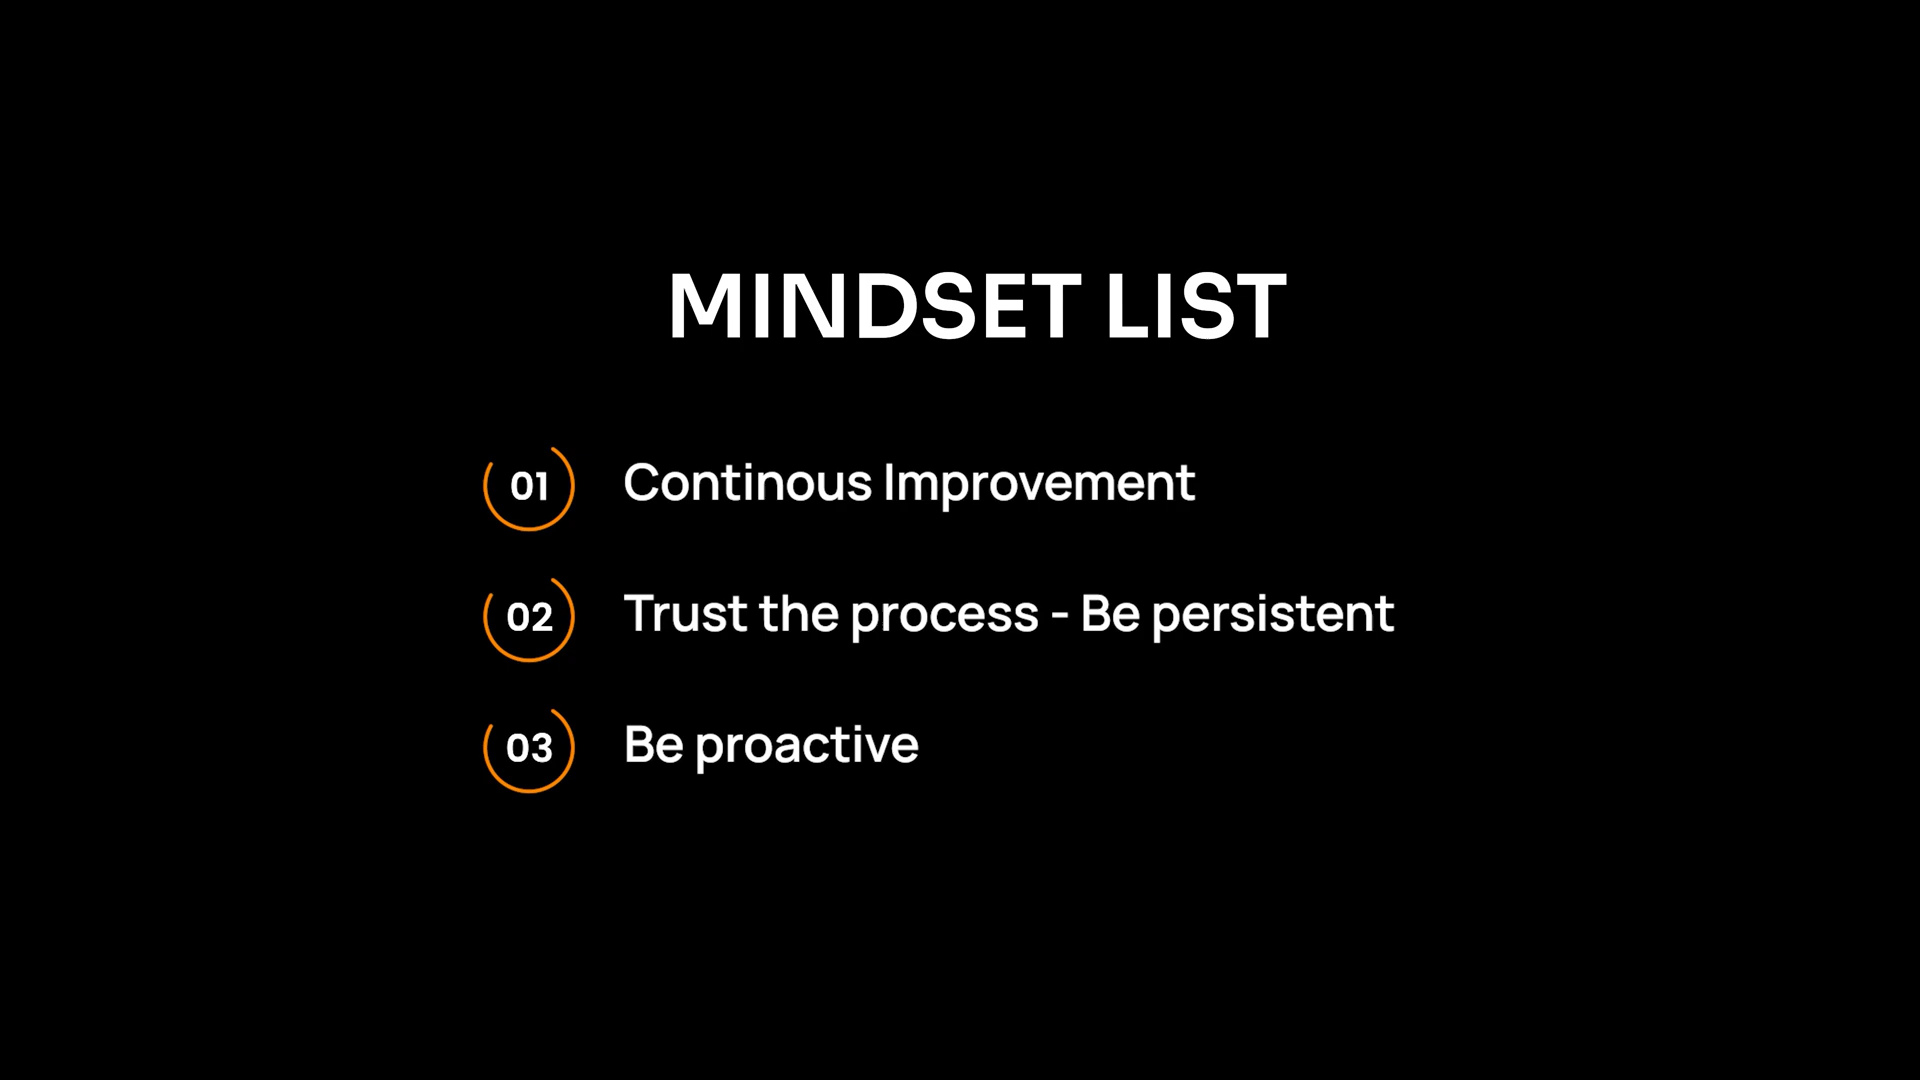 MINDSET LIST
01 Continous Improvement
02 Trust the process - Be persistent
03 Be proactive